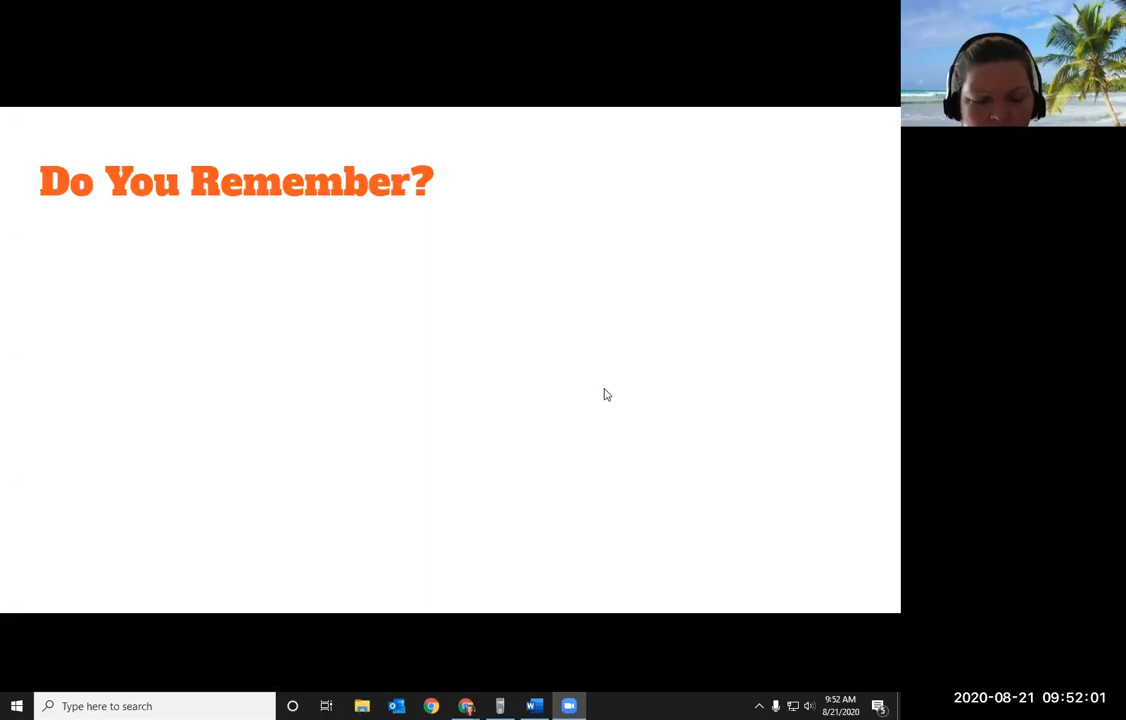 Do You Remember?
Type here to search
9:52 AM
8/21/2020
5
2020-08-21 09:52:01